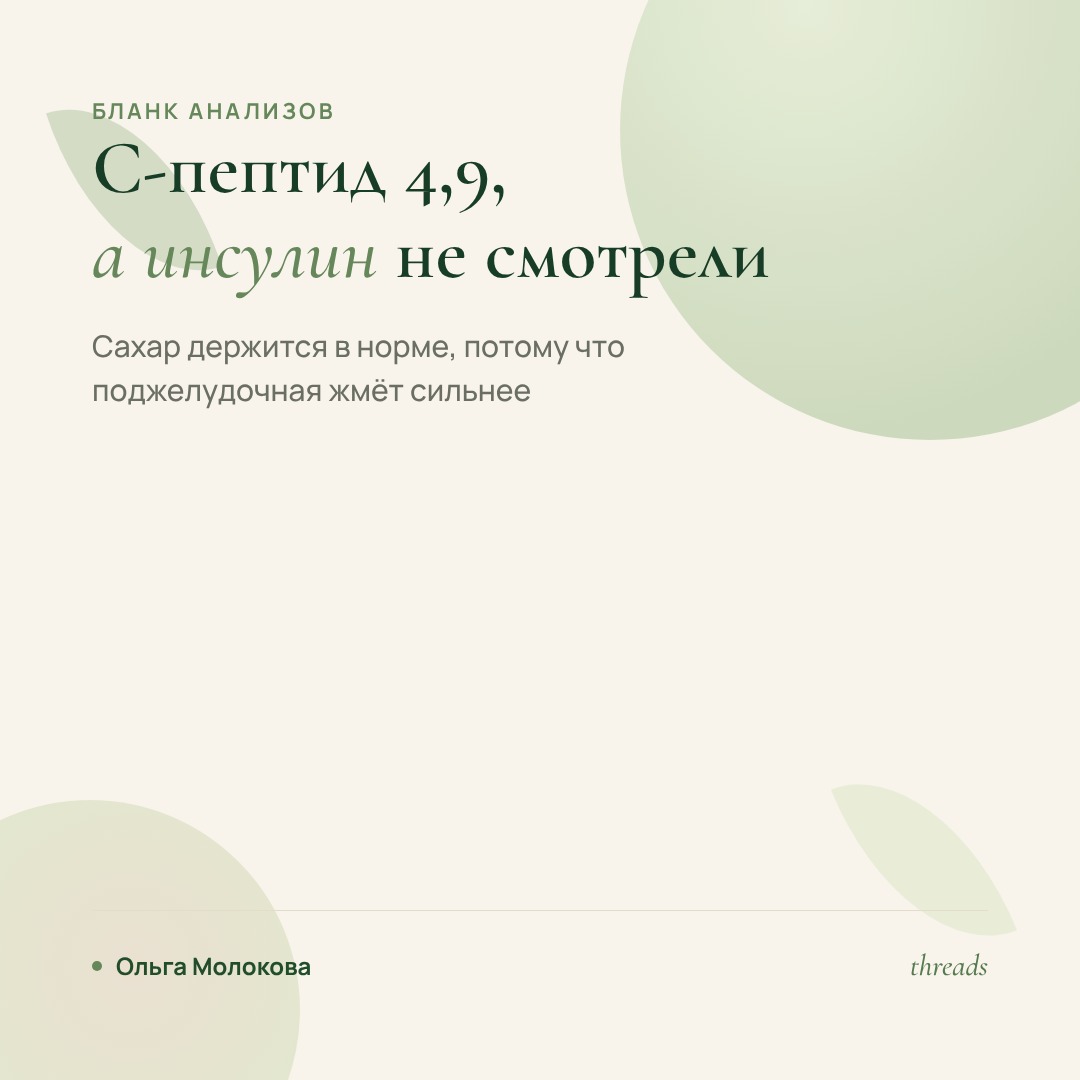 БЛАНК АНАЛИЗОВ
С-пептид 4,9,
а инсулин не смотрели
Сахар держится в норме, потому что
поджелудочная жмёт сильнее
Ольга Молокова
threads